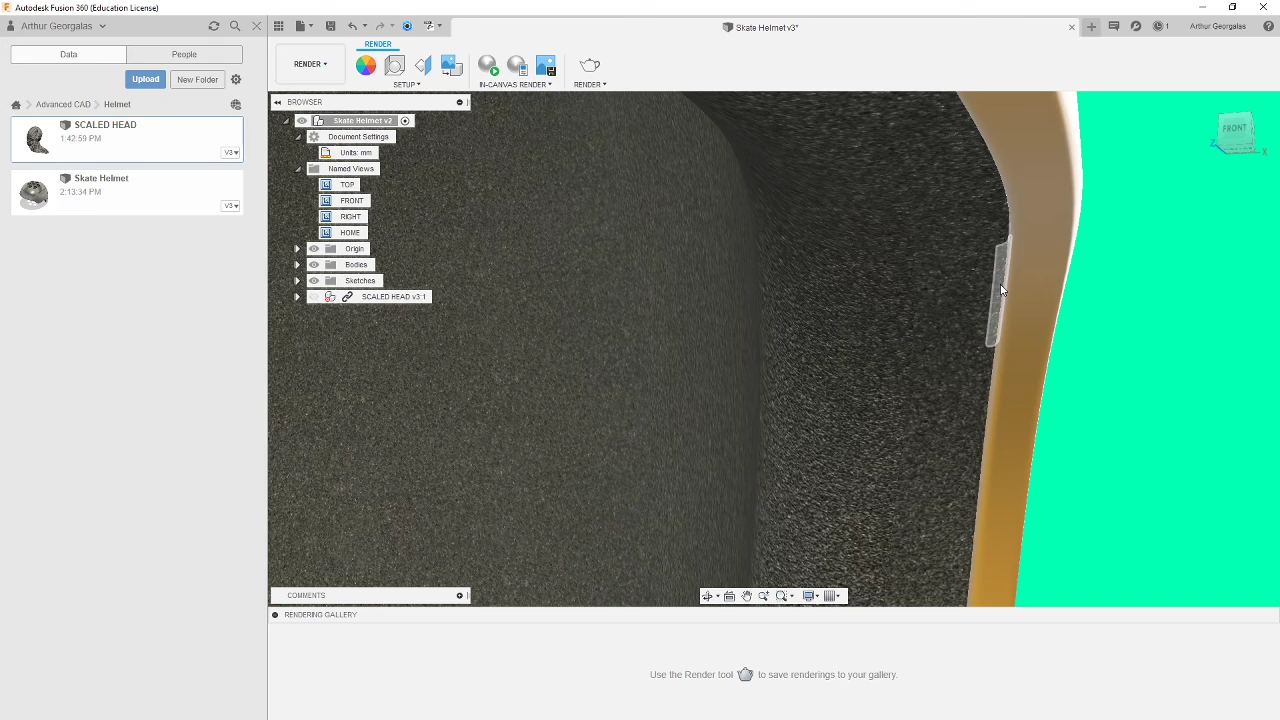 Autodesk Fusion 360 (Education License)
Arthur Georgalas
Skate Helmet v3*
1
Arthur Georgalas
Data
People
RENDER
RENDER
SETUP
IN-CANVAS RENDER
RENDER
Upload
New Folder
Advanced CAD
Helmet
SCALED HEAD
1:42:59 PM
V3
Skate Helmet
2:13:34 PM
V3
BROWSER
Skate Helmet v2
Document Settings
Units: mm
Named Views
TOP
FRONT
RIGHT
HOME
Origin
Bodies
Sketches
SCALED HEAD v3:1
FRONT
Z
X
COMMENTS
RENDERING GALLERY
Use the Render tool to save renderings to your gallery.